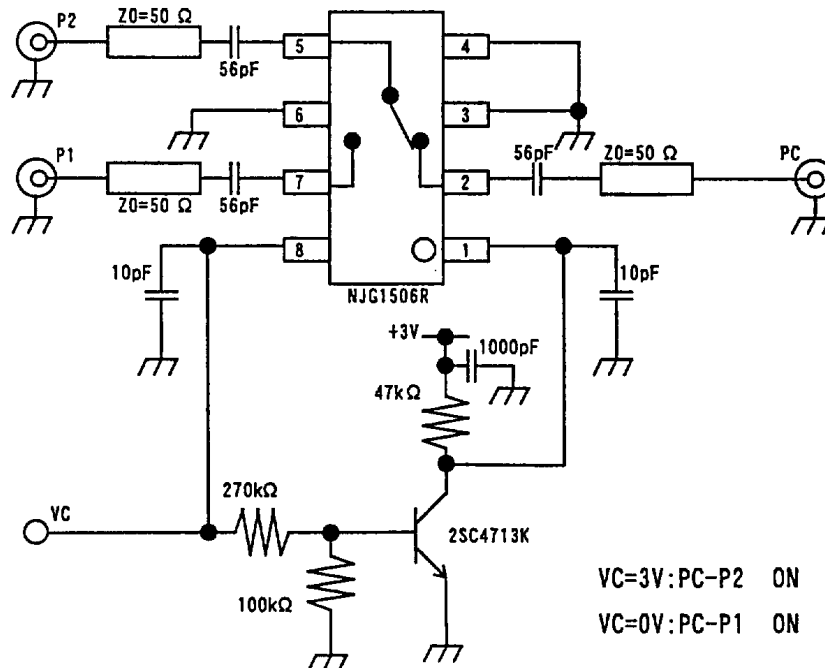 P2
Z0=50 Ω
56pF
5
4
6
3
P1
Z0=50 Ω
56pF
7
2
56pF
Z0=50 Ω
PC
10pF
8
1
10pF
NJG1506R
+3V
1000pF
47kΩ
270kΩ
VC
2SC4713K
100kΩ
VC=3V:PC-P2 ON
VC=0V:PC-P1 ON